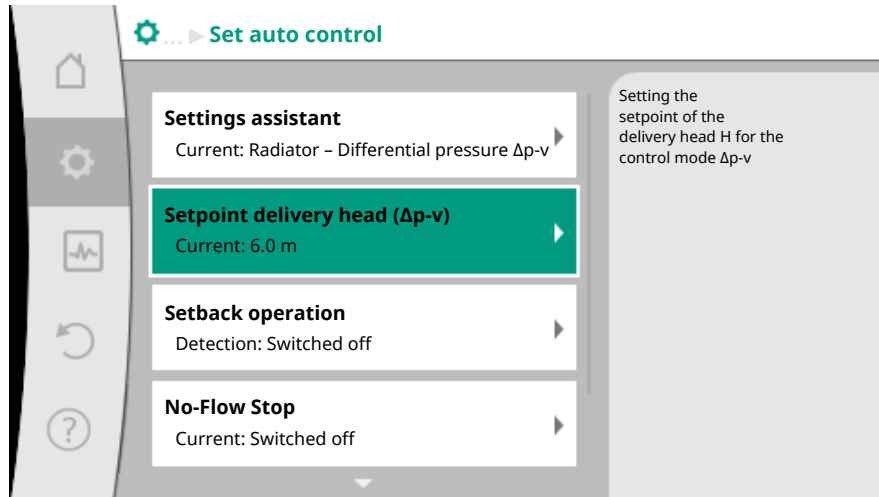 ... Set auto control
Settings assistant
Current: Radiator – Differential pressure Δp-v
Setpoint delivery head (Δp-v)
Current: 6.0 m
Setback operation
Detection: Switched off
No-Flow Stop
Current: Switched off
Setting the
setpoint of the
delivery head H for the
control mode Δp-v
?